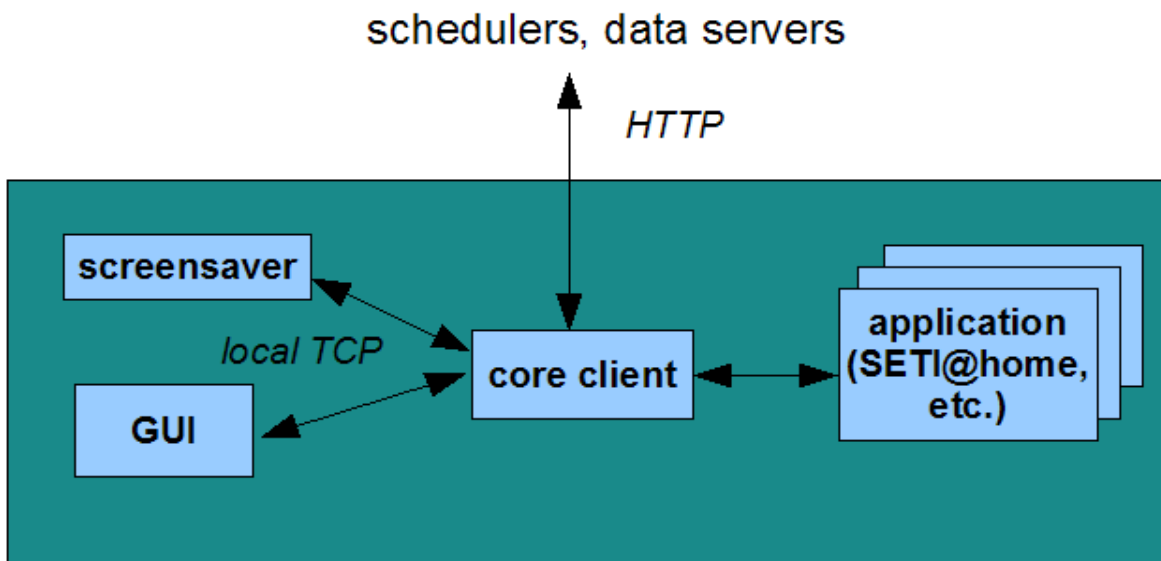 schedulers, data servers
HTTP
screensaver
local TCP
GUI
core client
application
(SETI@home,
etc.)